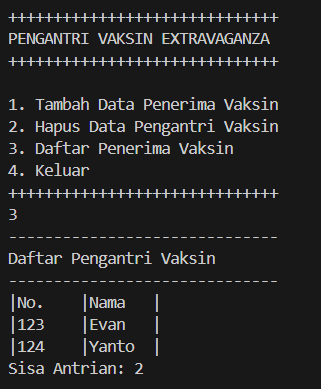 ++++++++++++++++++++++++++++++
PENGANTRI VAKSIN EXTRAVAGANZA
++++++++++++++++++++++++++++++
1. Tambah Data Penerima Vaksin
2. Hapus Data Pengantri Vaksin
3. Daftar Penerima Vaksin
4. Keluar
++++++++++++++++++++++++++++++
3
------------------------------
Daftar Pengantri Vaksin
------------------------------
|No.    |Nama   |
|123    |Evan   |
|124    |Yanto  |
Sisa Antrian: 2